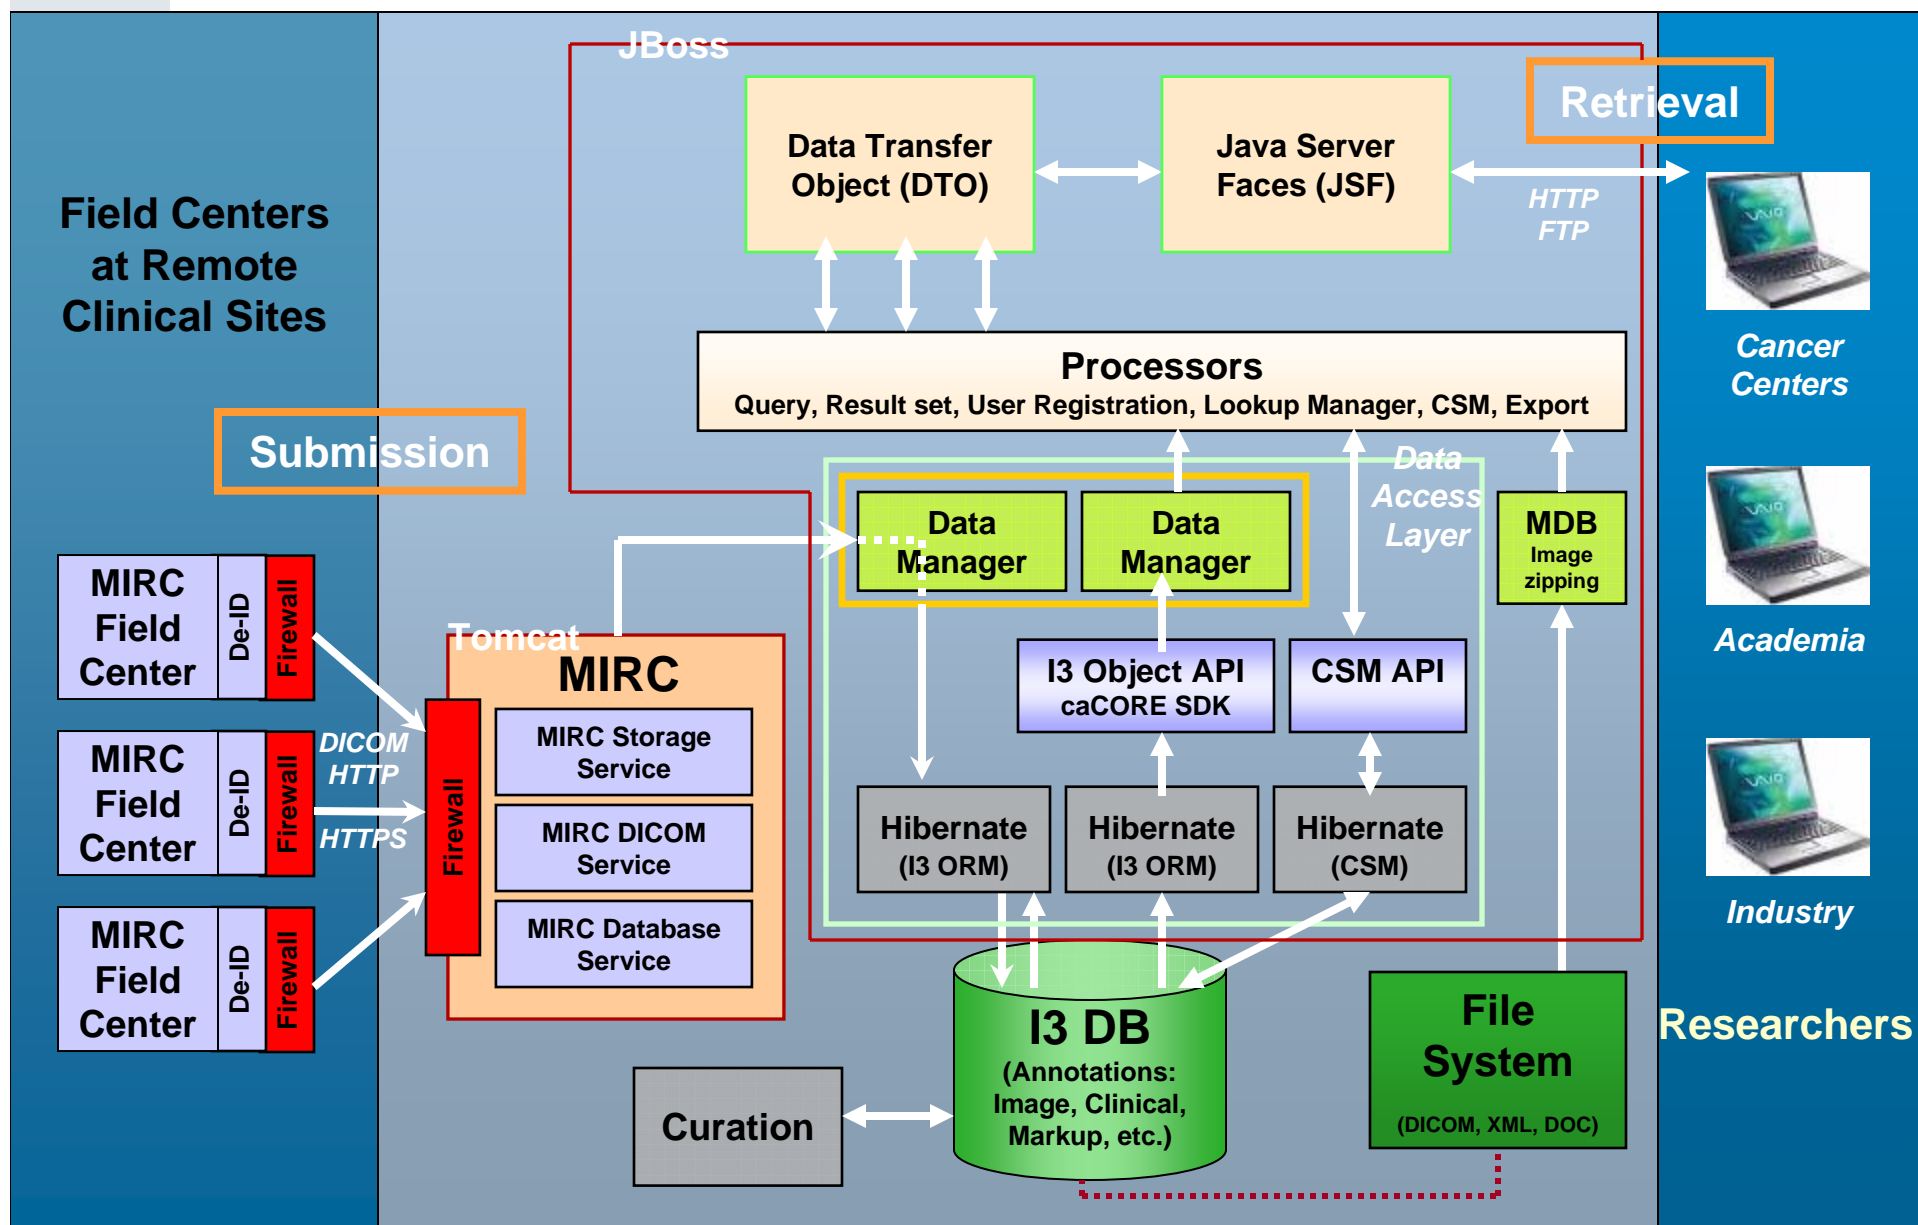 JBoss
Retrieval
Data Transfer
Object (DTO)
Java Server
Faces (JSF)
HTTP
FTP
Field Centers
at Remote
Clinical Sites
Cancer
Centers
Processors
Query, Result set, User Registration, Lookup Manager, CSM, Export
Submission
Data
Access
Layer
Data
Manager
Data
Manager
MDB
Image
zipping
MIRC
Field
Center
De-ID
Firewall
Academia
Tomcat
MIRC
I3 Object API
caCORE SDK
CSM API
MIRC Storage
Service
DICOM
HTTP
HTTPS
MIRC
Field
Center
De-ID
Firewall
Firewall
MIRC DICOM
Service
Hibernate
(I3 ORM)
Hibernate
(I3 ORM)
Hibernate
(CSM)
Industry
MIRC
Field
Center
De-ID
Firewall
MIRC Database
Service
I3 DB
(Annotations:
Image, Clinical,
Markup, etc.)
File
System
(DICOM, XML, DOC)
Researchers
Curation